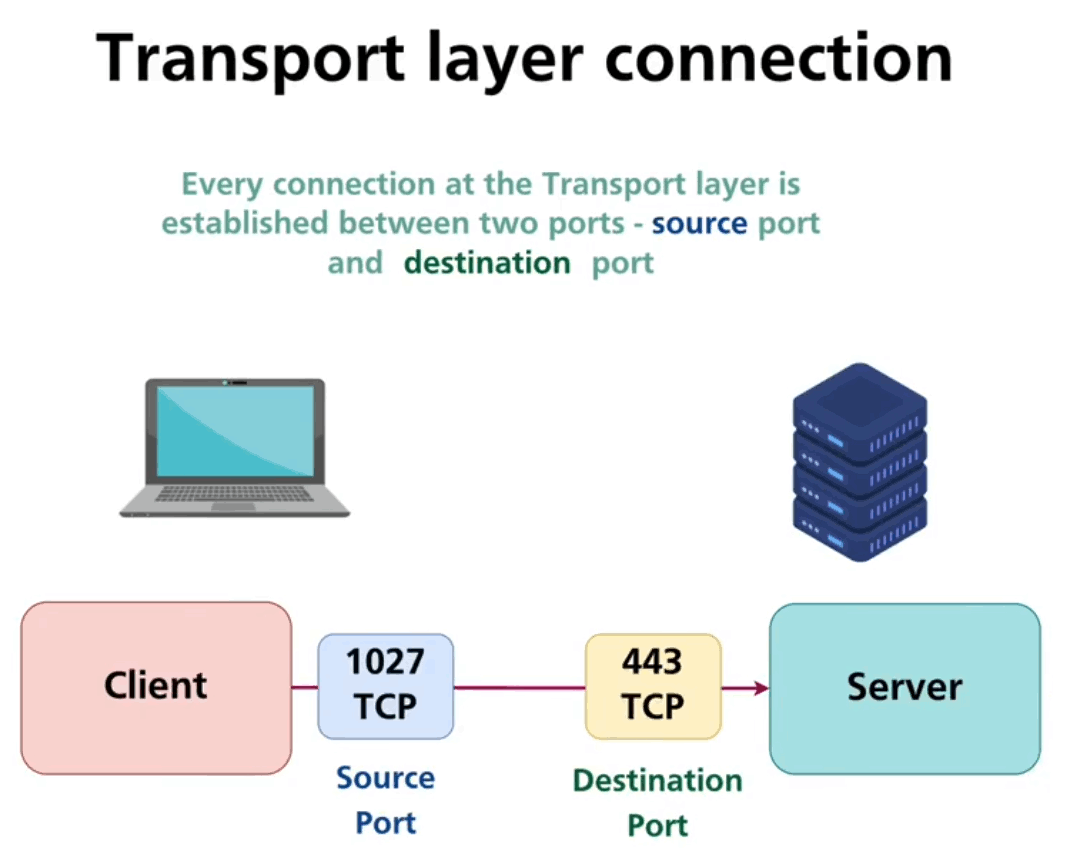 Transport layer connection
Every connection at the Transport layer is
established between two ports - source port
and destination port
Client
1027
TCP
443
TCP
Server
Source
Port
Destination
Port